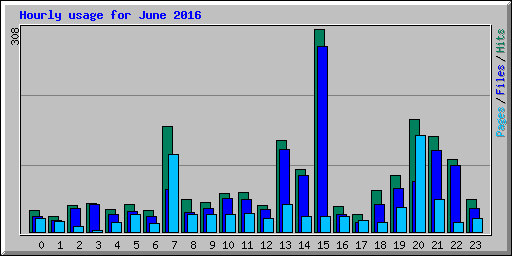 Hourly usage for June 2016
308
Pages / Files / Hits
0 1 2 3 4 5 6 7 8 9 10 11 12 13 14 15 16 17 18 19 20 21 22 23